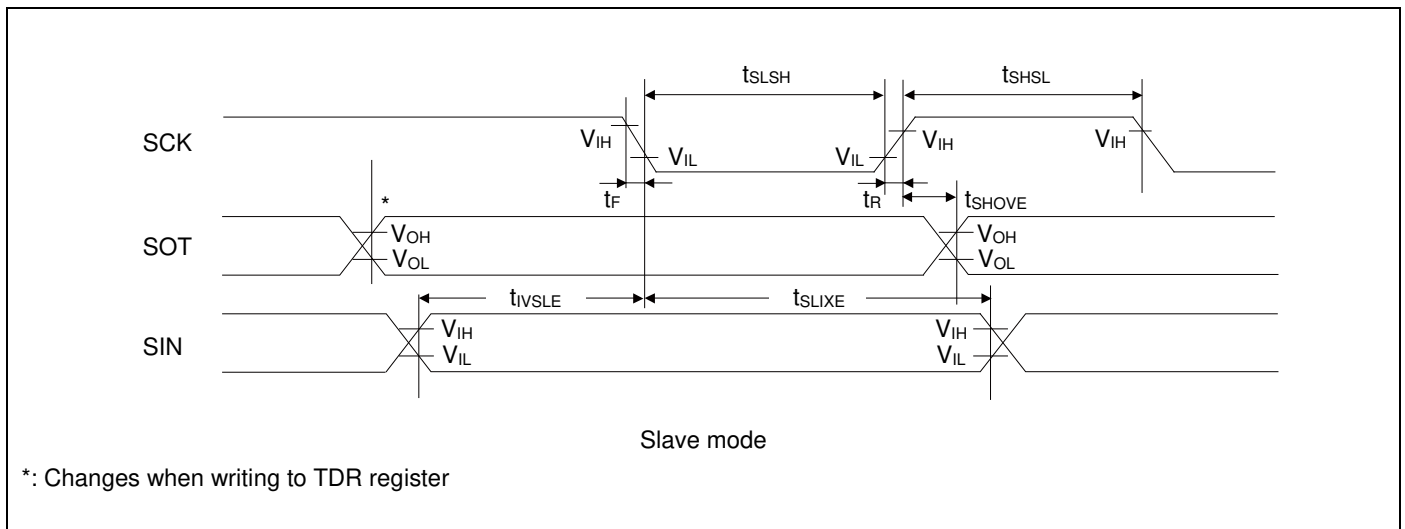 tSLSH tSHSL
SCK VIH VIL VIL VIH VIH
tF tR tSHOVE
*
SOT VOH VOL VOH VOL
tIVSLE tSLIXE
SIN VIH VIL VIH VIL
Slave mode
*: Changes when writing to TDR register